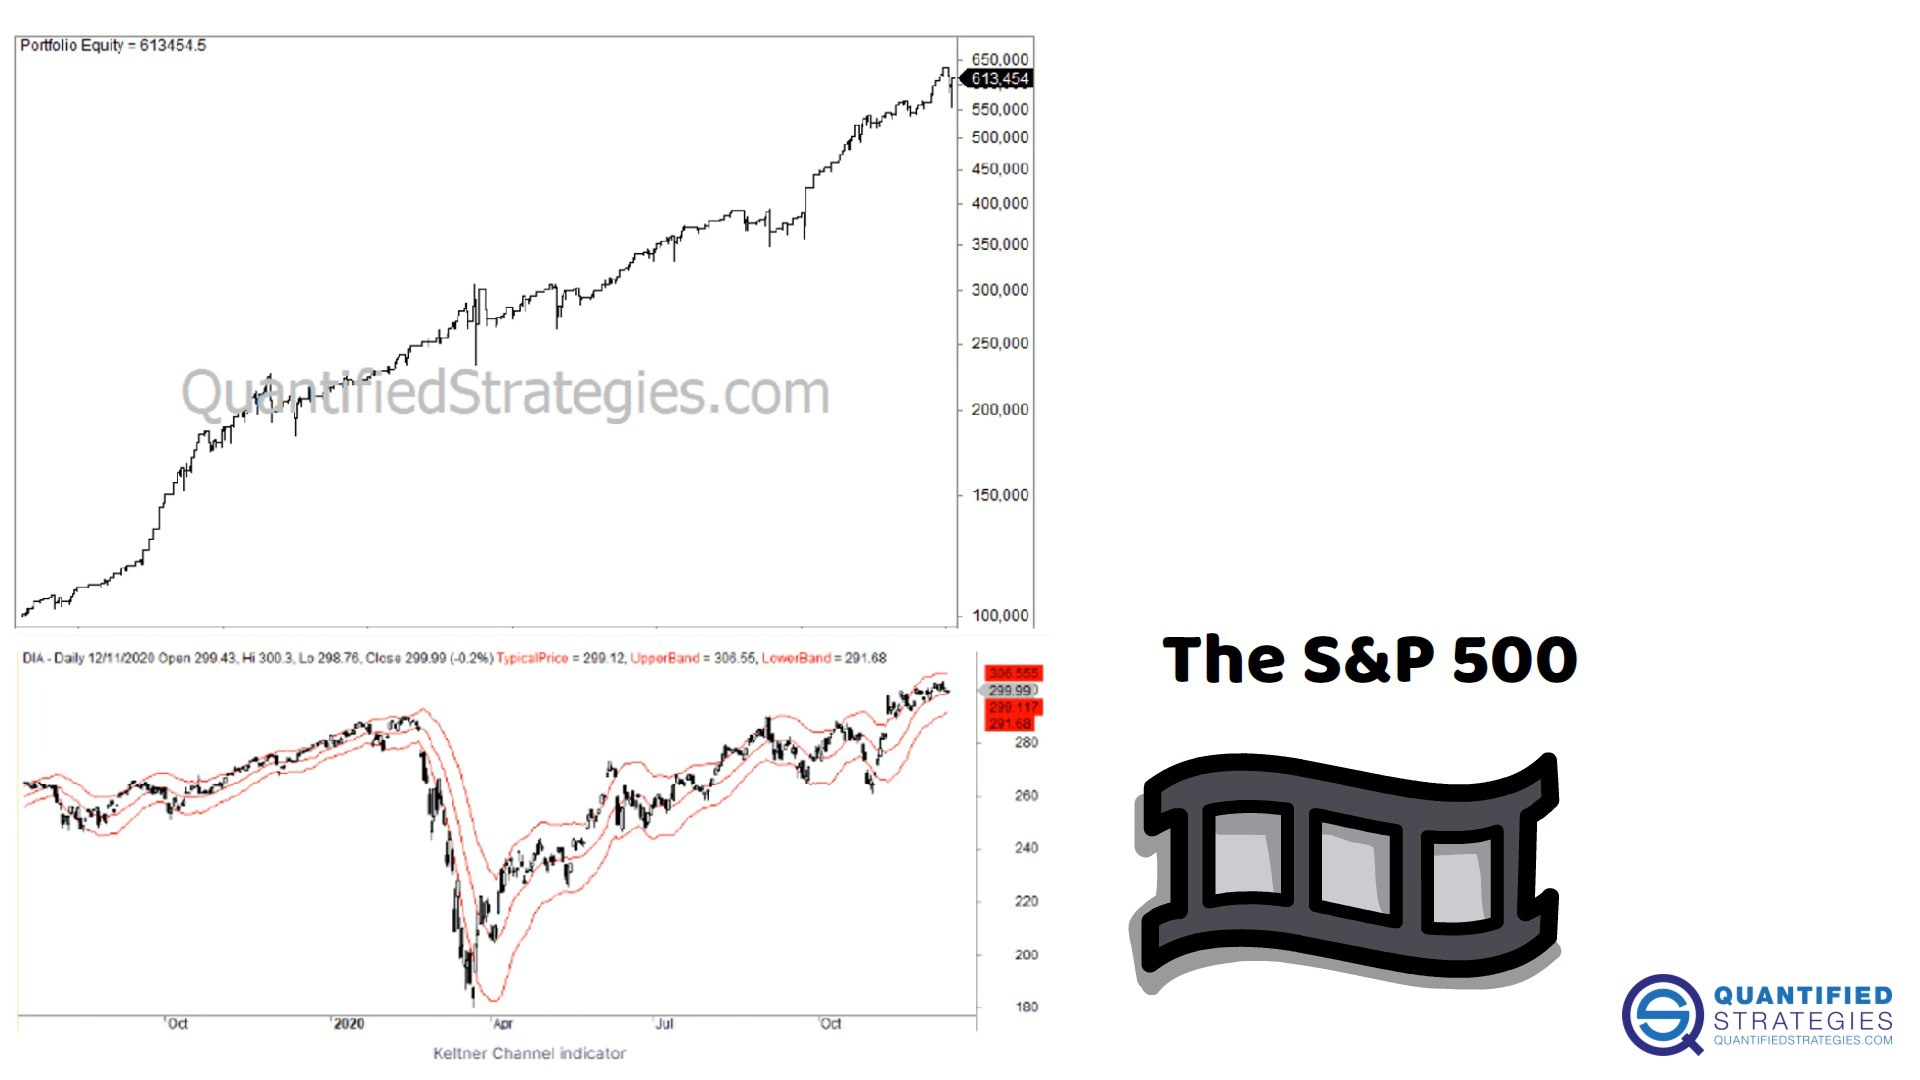 Portfolio Equity = 613454.5
650,000
613,454
550,000
500,000
450,000
400,000
350,000
300,000
250,000
200,000
150,000
100,000
QuantifiedStrategies.com
DIA - Daily 12/11/2020 Open 299.43, Hi 300.3, Lo 298.76, Close 299.99 (-0.2%) TypicalPrice = 299.12, UpperBand = 306.55, LowerBand = 291.68
306.555
299.99
299.117
291.68
280
260
240
220
200
180
Oct
2020
Apr
Jul
Oct
Keltner Channel indicator
The S&P 500
QUANTIFIED
STRATEGIES
QUANTIFIEDSTRATEGIES.COM